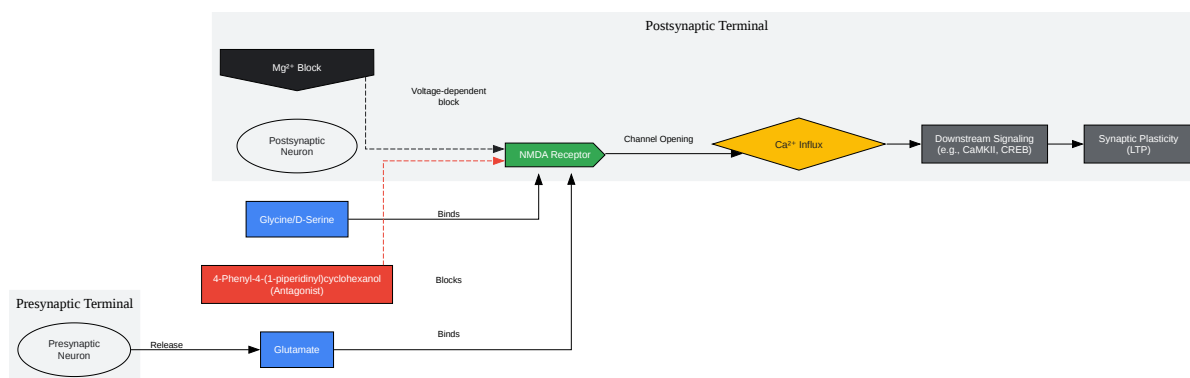 Postsynaptic Terminal
Mg²⁺ Block
Voltage-dependent
block
Postsynaptic
Neuron
NMDA Receptor
Channel Opening
Ca²⁺ Influx
Downstream Signaling
(e.g., CaMKII, CREB)
Synaptic Plasticity
(LTP)
Glycine/D-Serine
Binds
4-Phenyl-4-(1-piperidinyl)cyclohexanol
(Antagonist)
Blocks
Presynaptic Terminal
Presynaptic
Neuron
Release
Glutamate
Binds